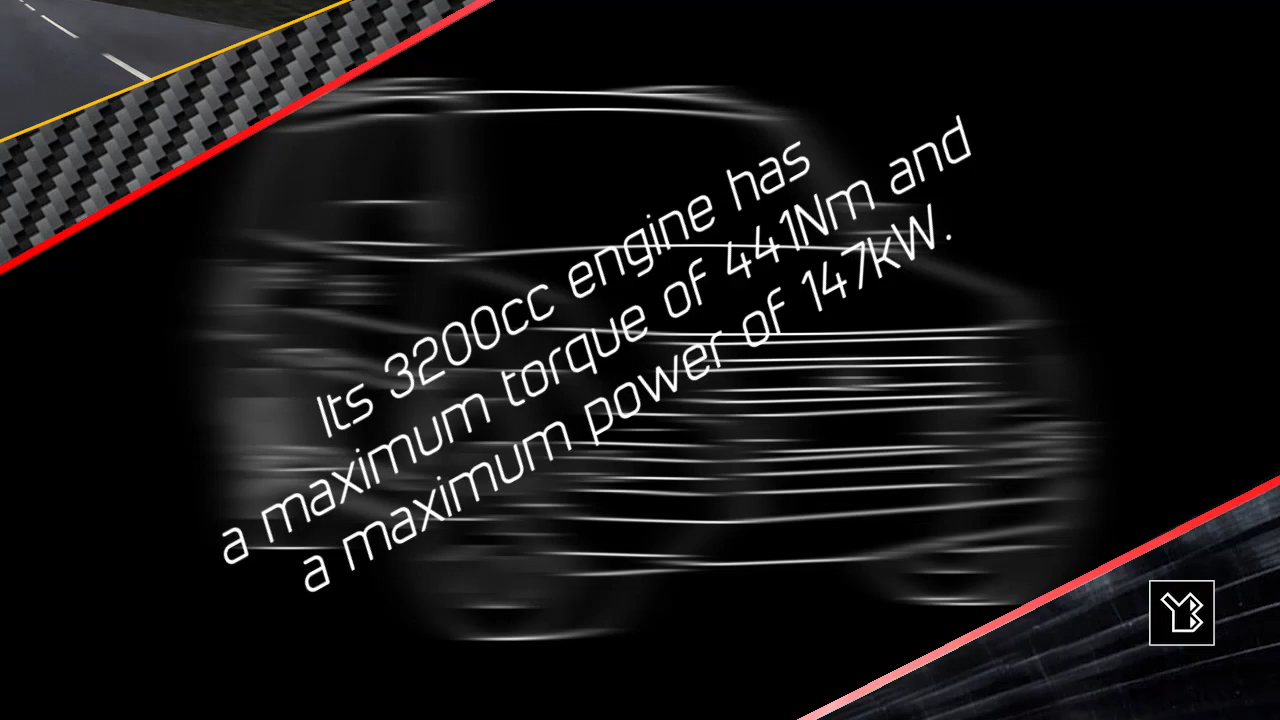 Its 3200cc engine has
a maximum torque of 441Nm and
a maximum power of 147kW.